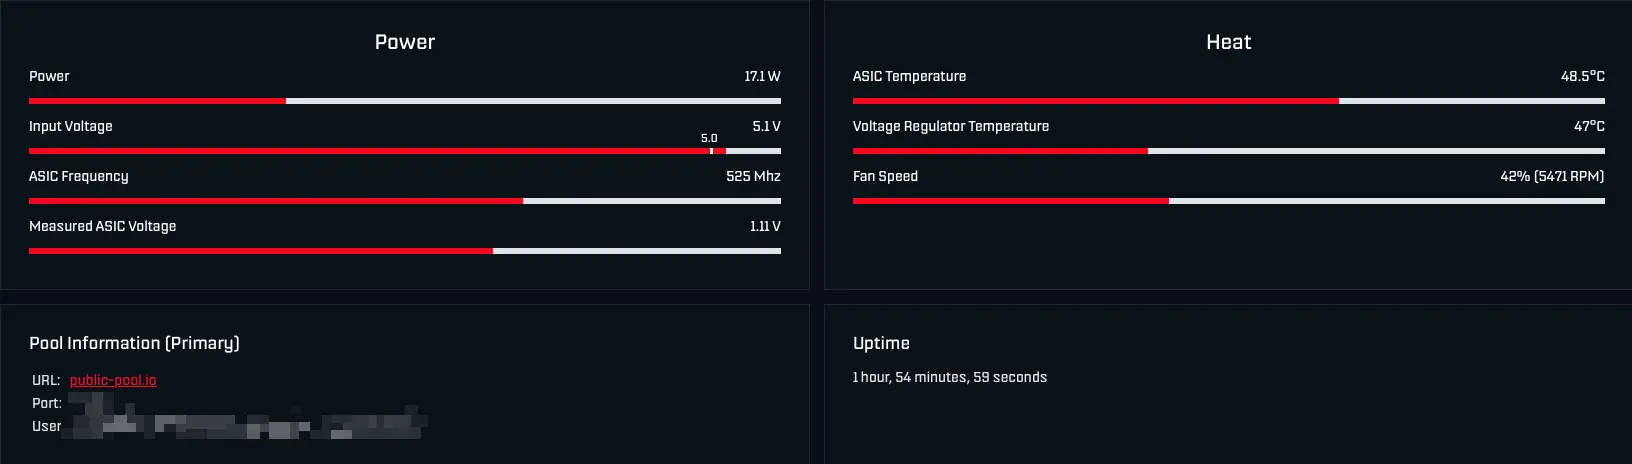 Power
Power 17.1 W
Input Voltage 5.1 V
5.0
ASIC Frequency 525 Mhz
Measured ASIC Voltage 1.11 V
Heat
ASIC Temperature 48.5°C
Voltage Regulator Temperature 47°C
Fan Speed 42% (5471 RPM)
Pool Information (Primary)
URL: public-pool.io
Port:
User
Uptime
1 hour, 54 minutes, 59 seconds